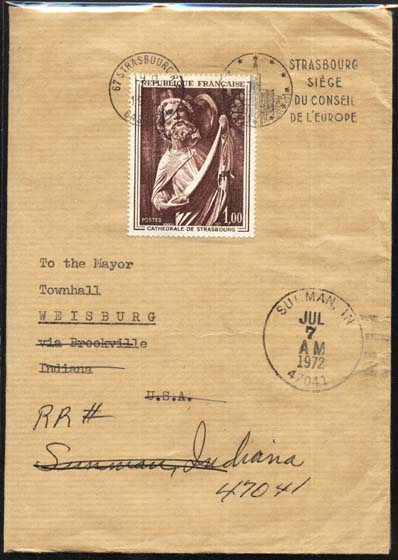 67 STRASBOURG R.P.
STRASBOURG
SIÈGE
DU CONSEIL
DE L'EUROPE
REPUBLIQUE FRANÇAISE
POSTES
1,00
CATHEDRALE DE STRASBOURG
To the Mayor
Townhall
WEISBURG
via Brookville
Indiana
U.S.A.
SUNMAN, IN
JUL
7
AM
1972
47041
RR #
Sunman, Indiana
47041